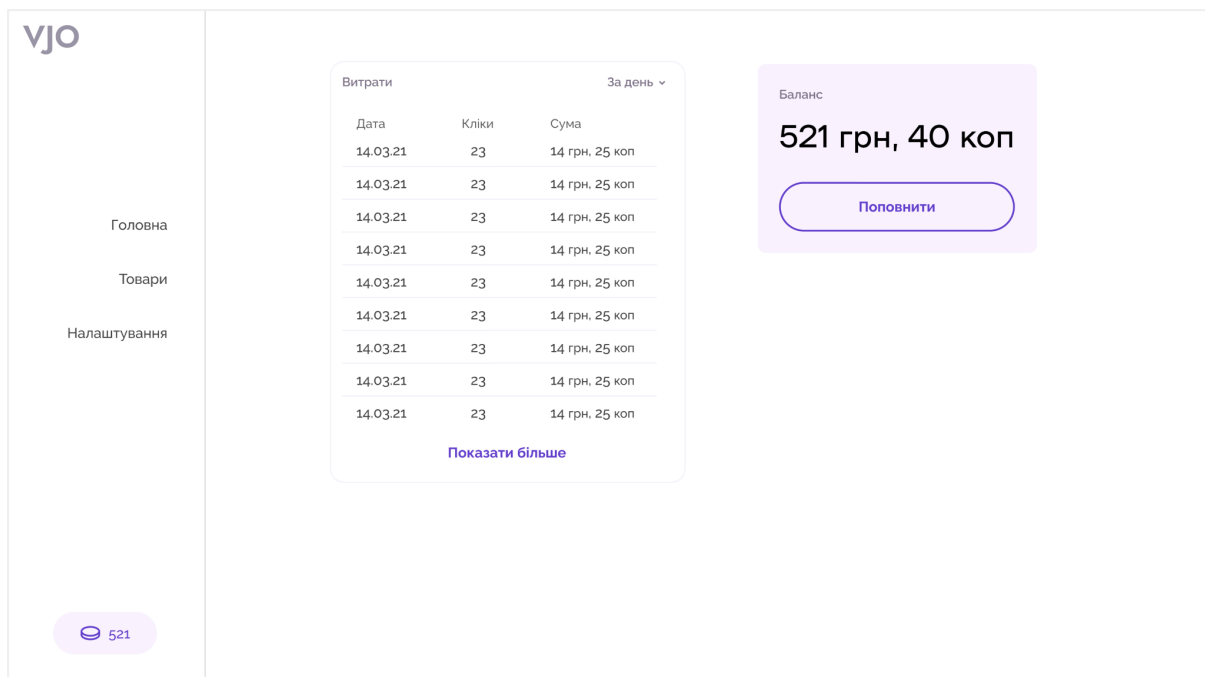 VJO
Головна
Товари
Налаштування
521
Витрати За день
Дата Кліки Сума
14.03.21 23 14 грн, 25 коп
14.03.21 23 14 грн, 25 коп
14.03.21 23 14 грн, 25 коп
14.03.21 23 14 грн, 25 коп
14.03.21 23 14 грн, 25 коп
14.03.21 23 14 грн, 25 коп
14.03.21 23 14 грн, 25 коп
14.03.21 23 14 грн, 25 коп
14.03.21 23 14 грн, 25 коп
Показати більше
Баланс
521 грн, 40 коп
Поповнити